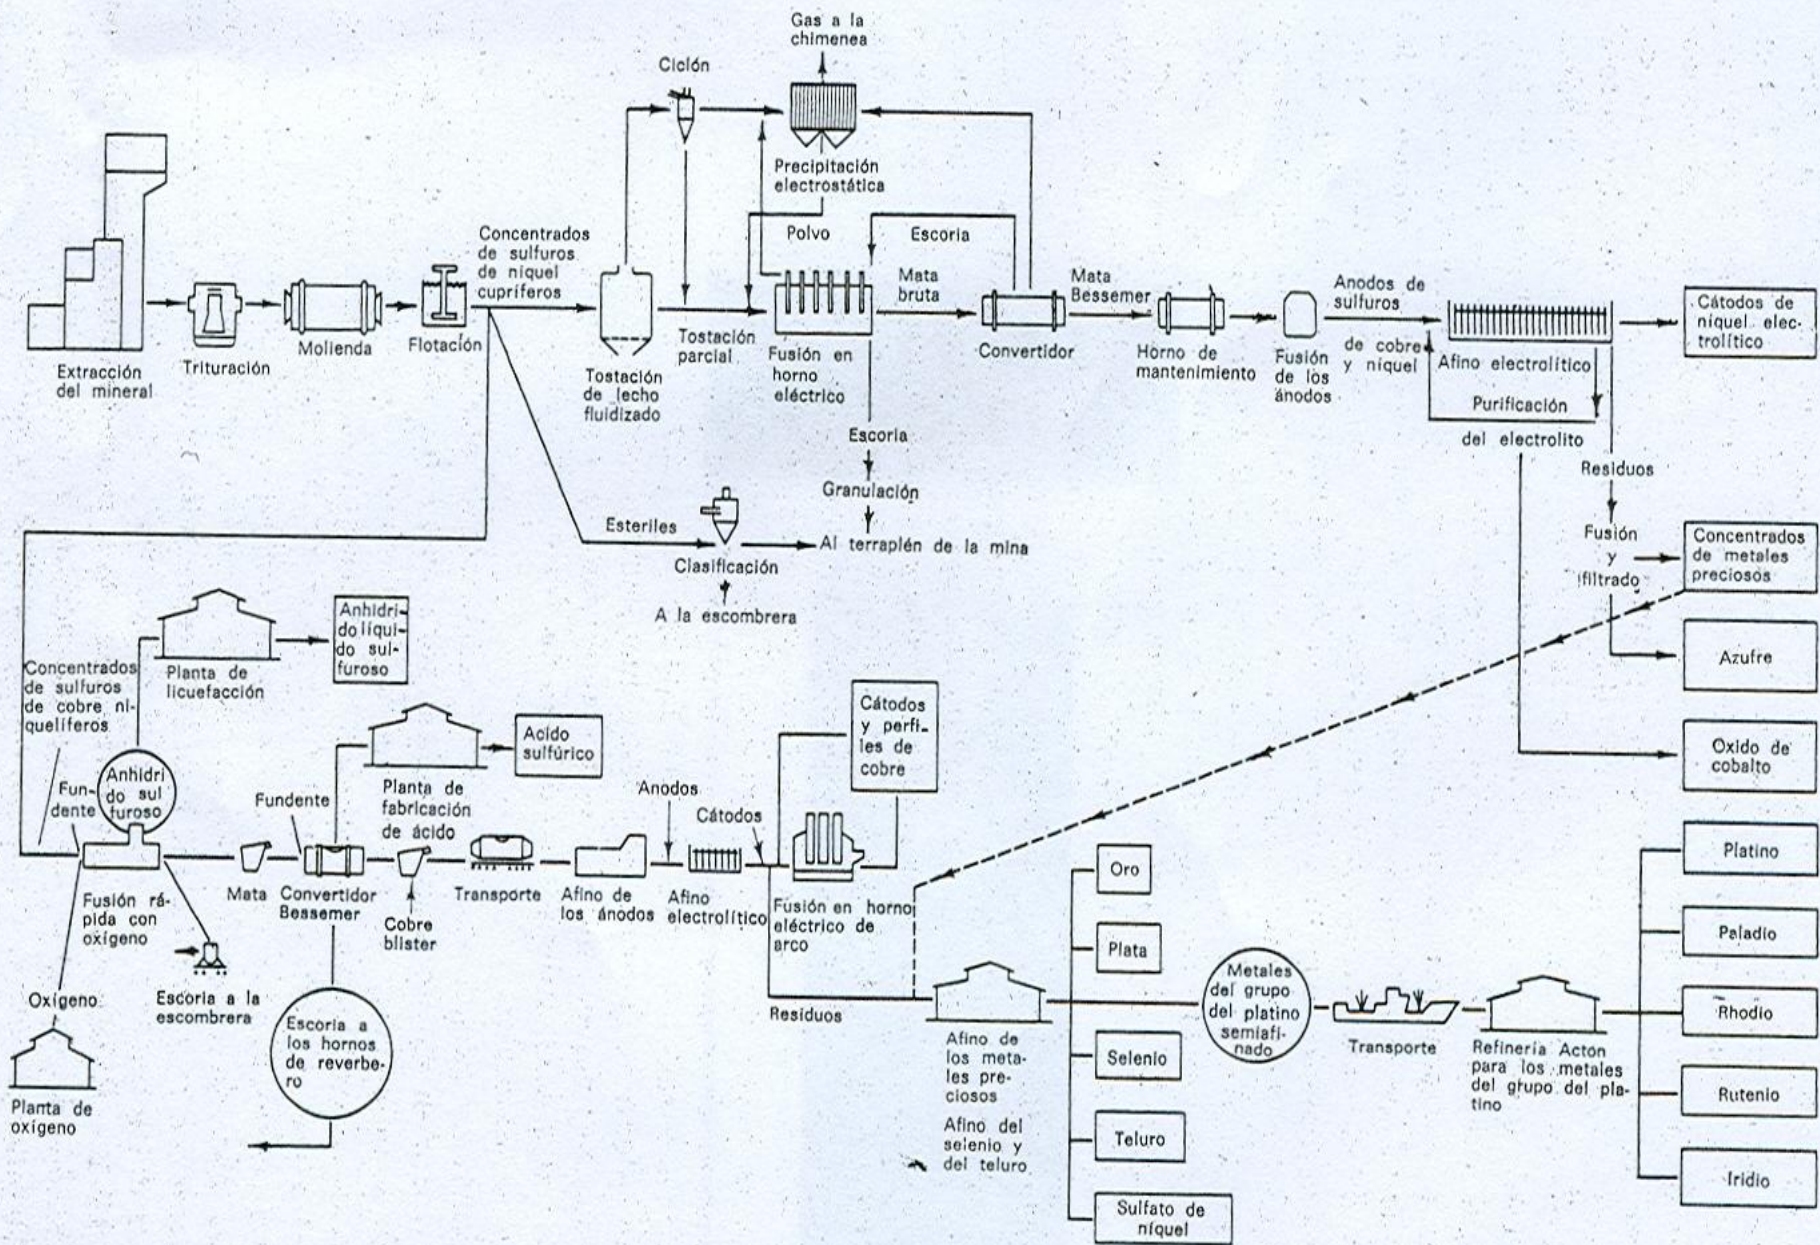 Gas a la
chimenea
Ciclón
Precipitación
electrostática
Polvo
Escoria
Concentrados
de sulfuros
de níquel
cupríferos
Extracción
del mineral
Trituración
Molienda
Flotación
Tostación
de lecho
fluidizado
Tostación
parcial
Fusión en
horno
eléctrico
Mata
bruta
Convertidor
Mata
Bessemer
Horno de
mantenimiento
Fusión
de los
ánodos
Anodos de
sulfuros
de cobre
y níquel
Afino electrolítico
Cátodos de
níquel elec-
trolítico
Purificación
del electrolito
Residuos
Fusión
y
filtrado
Concentrados
de metales
preciosos
Azufre
Oxido de
cobalto
Escoria
Granulación
Al terraplén de la mina
Esteriles
Clasificación
A la escombrera
Concentrados
de sulfuros
de cobre ni-
quelíferos
Planta de
licuefacción
Anhídri-
do líqui-
do sul-
furoso
Anhídri
do sul
furoso
Fun-
dente
Fusión rá-
pida con
oxígeno
Oxígeno
Planta de
oxígeno
Escoria a la
escombrera
Mata
Fundente
Convertidor
Bessemer
Escoria a
los hornos
de reverbe-
ro
Planta de
fabricación
de ácido
Acido
sulfúrico
Cobre
blister
Transporte
Afino de
los ánodos
Anodos
Afino
electrolítico
Cátodos
Cátodos
y perfi-
les de
cobre
Fusión en horno
eléctrico de
arco
Residuos
Afino de
los meta-
les pre-
ciosos
Afino del
selenio y
del teluro
Oro
Plata
Selenio
Teluro
Sulfato de
níquel
Metales
del grupo
del platino
semiafi-
nado
Transporte
Refinería Acton
para los metales
del grupo del pla-
tino
Platino
Paladio
Rhodio
Rutenio
Iridio